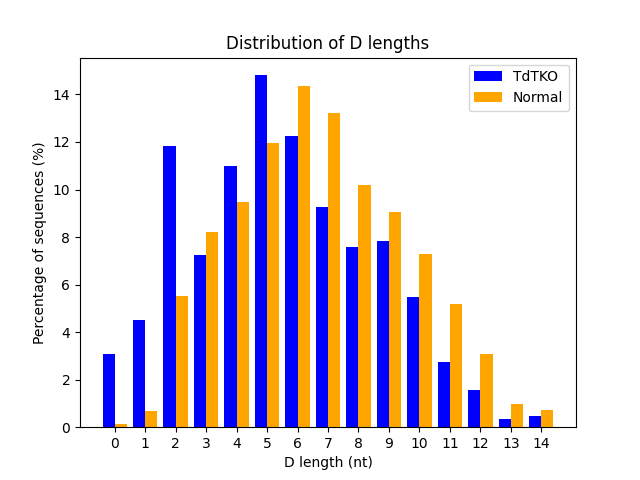 Distribution of D lengths
TdTKO
Normal
Percentage of sequences (%)
14
12
10
8
6
4
2
0
0 1 2 3 4 5 6 7 8 9 10 11 12 13 14
D length (nt)